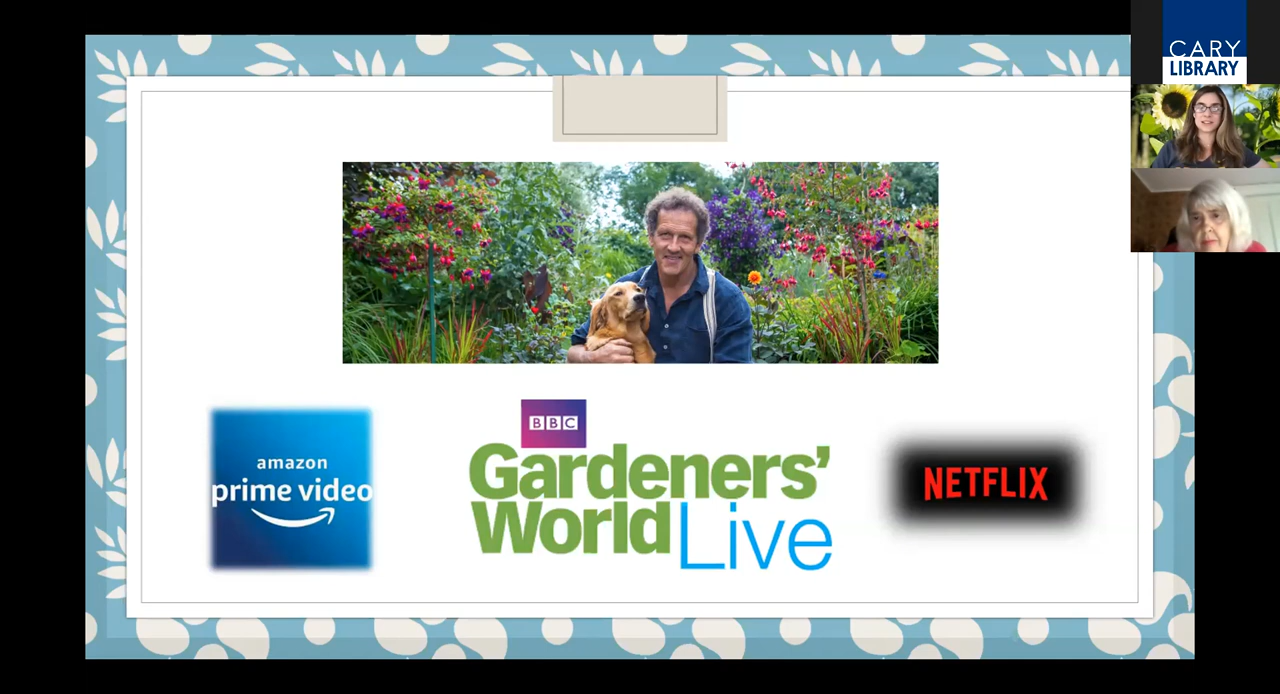 CARY
LIBRARY
amazon
prime video
BBC
Gardeners'
World Live
NETFLIX